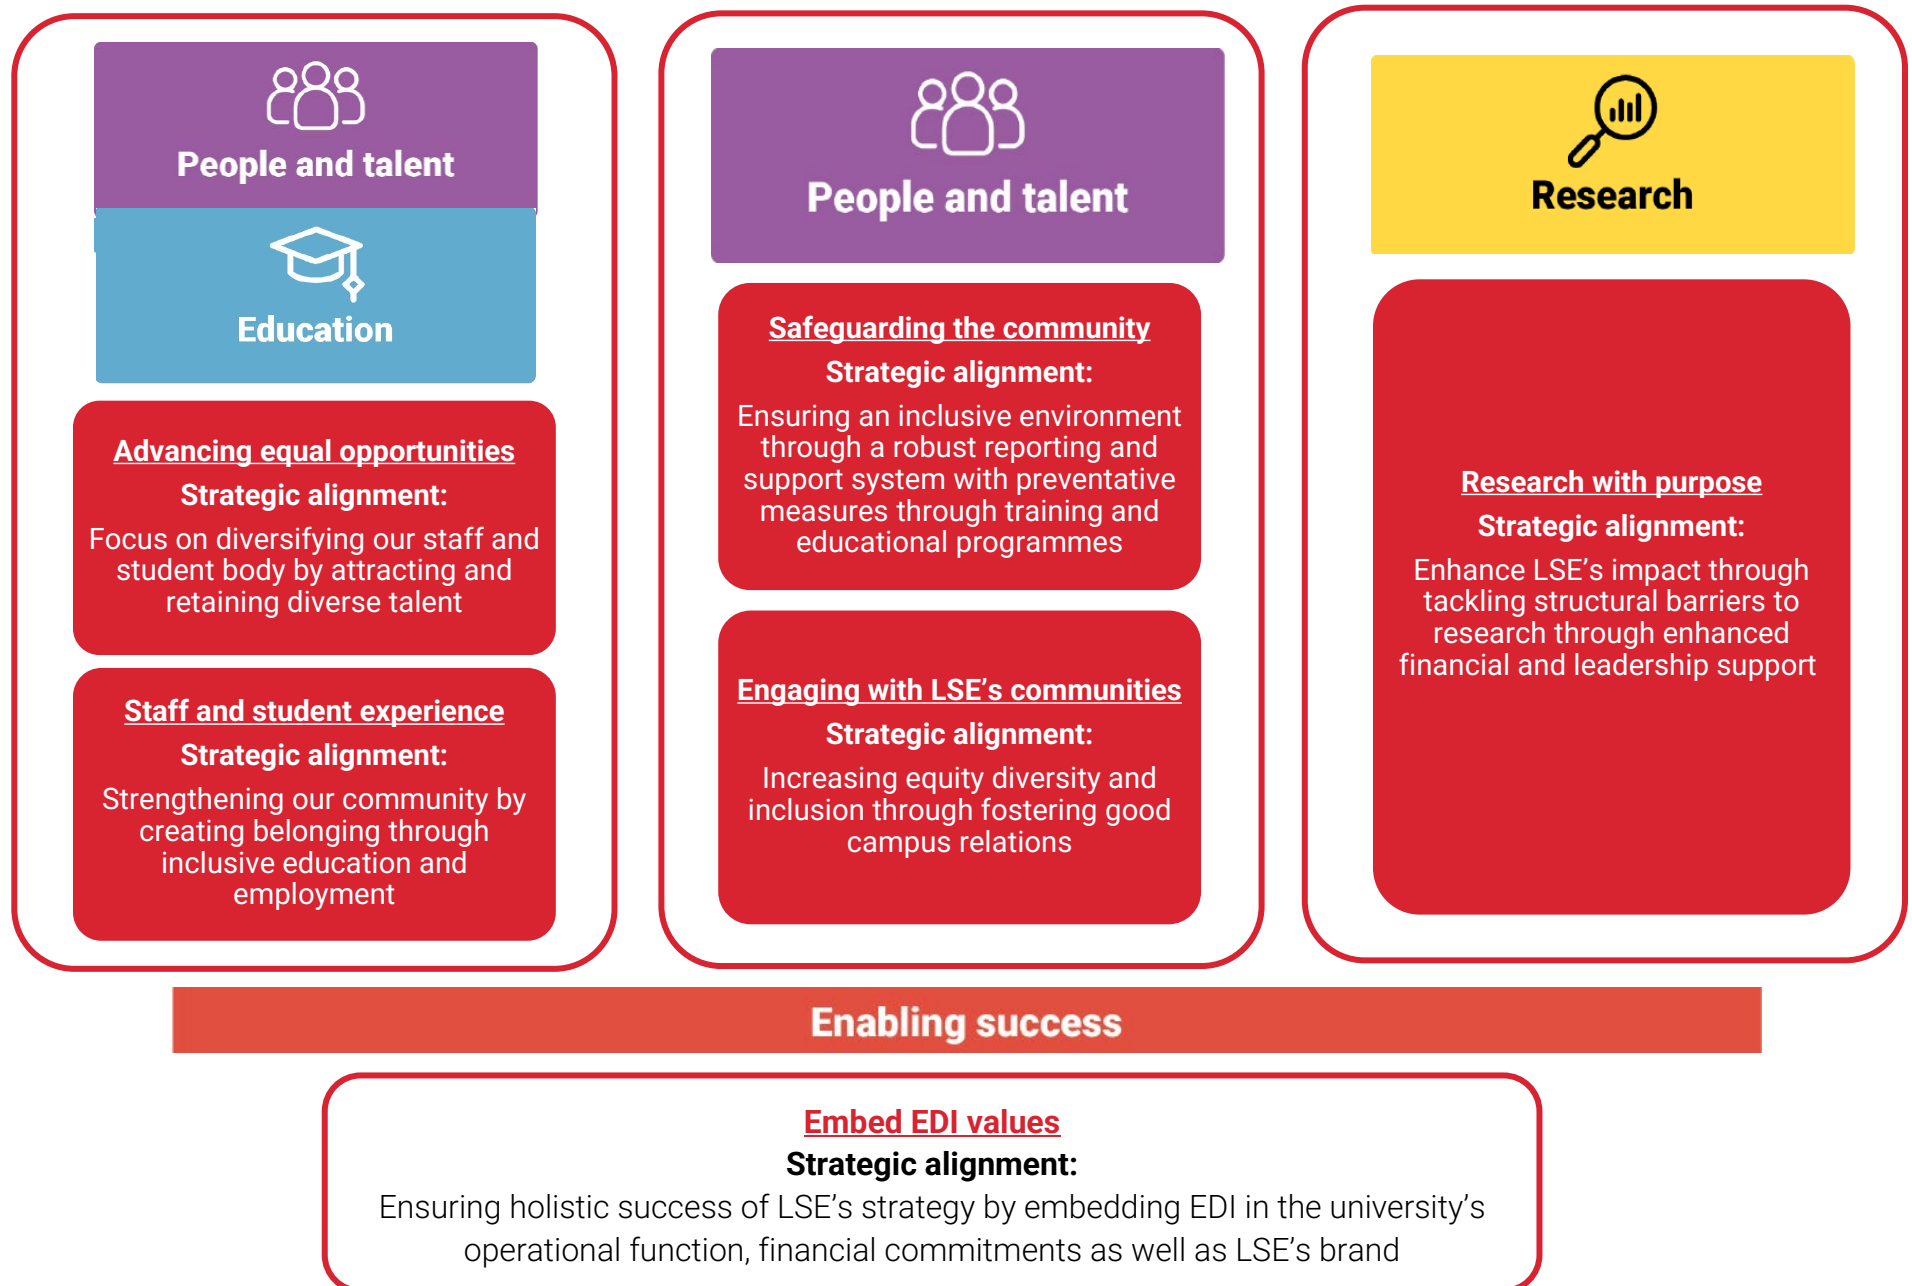 People and talent
Education
Advancing equal opportunities
Strategic alignment:
Focus on diversifying our staff and
student body by attracting and
retaining diverse talent
Staff and student experience
Strategic alignment:
Strengthening our community by
creating belonging through
inclusive education and
employment
People and talent
Safeguarding the community
Strategic alignment:
Ensuring an inclusive environment
through a robust reporting and
support system with preventative
measures through training and
educational programmes
Engaging with LSE’s communities
Strategic alignment:
Increasing equity diversity and
inclusion through fostering good
campus relations
Research
Research with purpose
Strategic alignment:
Enhance LSE’s impact through
tackling structural barriers to
research through enhanced
financial and leadership support
Enabling success
Embed EDI values
Strategic alignment:
Ensuring holistic success of LSE’s strategy by embedding EDI in the university’s
operational function, financial commitments as well as LSE’s brand